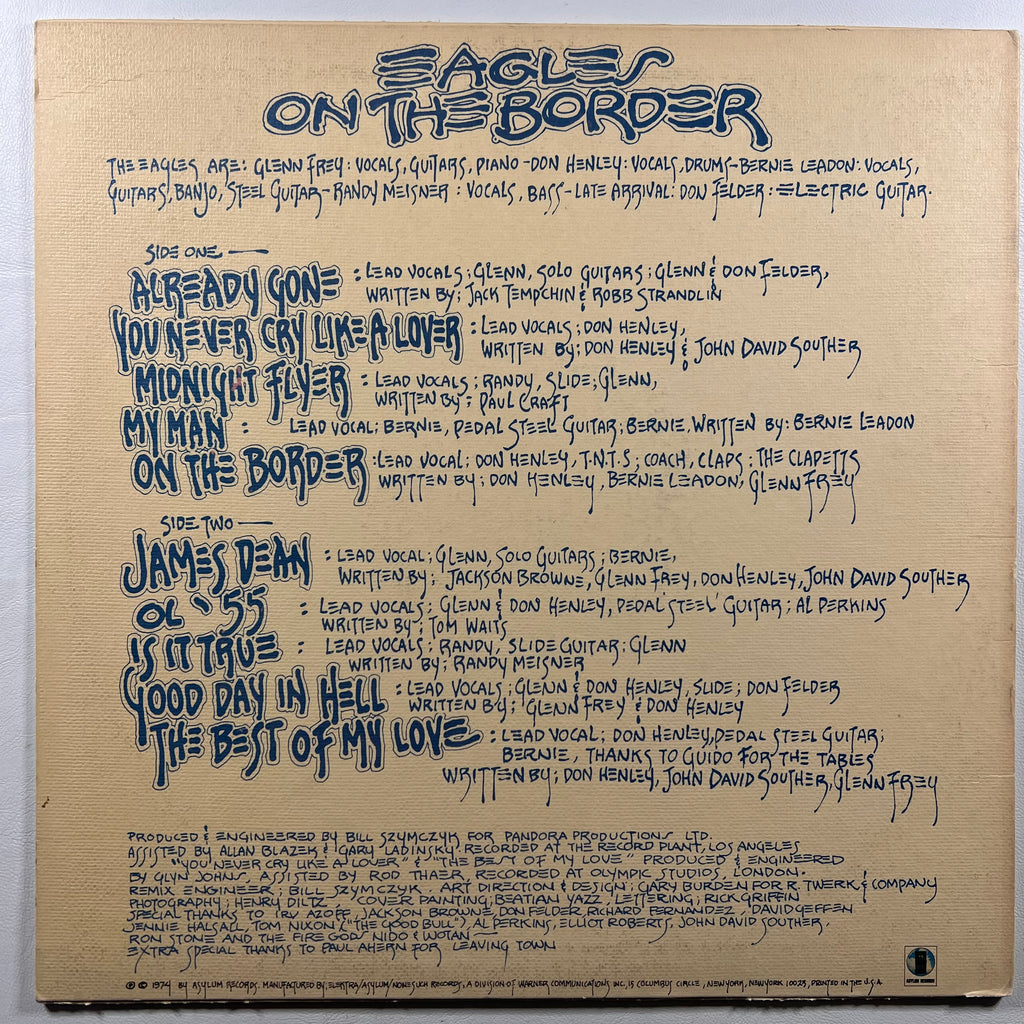 EAGLES
ON THE BORDER
THE EAGLES ARE: GLENN FREY: VOCALS, GUITARS, PIANO - DON HENLEY: VOCALS, DRUMS - BERNIE LEADON: VOCALS,
GUITARS, BANJO, STEEL GUITAR - RANDY MEISNER: VOCALS, BASS - LATE ARRIVAL: DON FELDER: ELECTRIC GUITAR.
SIDE ONE —
ALREADY GONE : LEAD VOCALS; GLENN, SOLO GUITARS; GLENN & DON FELDER,
WRITTEN BY; JACK TEMPCHIN & ROBB STRANDLIN
YOU NEVER CRY LIKE A LOVER : LEAD VOCALS; DON HENLEY,
WRITTEN BY: DON HENLEY & JOHN DAVID SOUTHER
MIDNIGHT FLYER : LEAD VOCALS; RANDY, SLIDE; GLENN,
WRITTEN BY; PAUL CRAFT
MY MAN : LEAD VOCAL; BERNIE, PEDAL STEEL GUITAR; BERNIE, WRITTEN BY: BERNIE LEADON
ON THE BORDER : LEAD VOCAL; DON HENLEY, T.N.T.S; COACH, CLAPS; THE CLAPETTS
WRITTEN BY; DON HENLEY, BERNIE LEADON, GLENN FREY
SIDE TWO —
JAMES DEAN : LEAD VOCAL; GLENN, SOLO GUITARS; BERNIE,
WRITTEN BY; JACKSON BROWNE, GLENN FREY, DON HENLEY, JOHN DAVID SOUTHER
OL '55 : LEAD VOCALS; GLENN & DON HENLEY, PEDAL STEEL GUITAR; AL PERKINS
WRITTEN BY; TOM WAITS
IS IT TRUE : LEAD VOCALS; RANDY, SLIDE GUITAR; GLENN
WRITTEN BY; RANDY MEISNER
GOOD DAY IN HELL : LEAD VOCALS; GLENN & DON HENLEY, SLIDE; DON FELDER
WRITTEN BY; GLENN FREY & DON HENLEY
THE BEST OF MY LOVE : LEAD VOCAL; DON HENLEY, PEDAL STEEL GUITAR;
BERNIE, THANKS TO GUIDO FOR THE TABLES
WRITTEN BY; DON HENLEY, JOHN DAVID SOUTHER, GLENN FREY
PRODUCED & ENGINEERED BY BILL SZYMCZYK FOR PANDORA PRODUCTIONS LTD.
ASSISTED BY ALLAN BLAZEK & GARY LADINSKY. RECORDED AT THE RECORD PLANT, LOS ANGELES
"YOU NEVER CRY LIKE A LOVER" & "THE BEST OF MY LOVE" PRODUCED & ENGINEERED
BY GLYN JOHNS, ASSISTED BY ROD THAER, RECORDED AT OLYMPIC STUDIOS, LONDON.
REMIX ENGINEER; BILL SZYMCZYK. ART DIRECTION & DESIGN; GARY BURDEN FOR R. TWERK & COMPANY
PHOTOGRAPHY; HENRY DILTZ, COVER PAINTING; BEATIAN YAZZ, LETTERING; RICK GRIFFIN
SPECIAL THANKS TO IRV AZOFF, JACKSON BROWNE, DON FELDER, RICHARD FERNANDEZ, DAVID GEFFEN
JENNIE HALSALL, TOM NIXON ("THE GOOD BULL"), AL PERKINS, ELLIOT ROBERTS, JOHN DAVID SOUTHER,
RON STONE AND THE FIRE GODS NIDO & WOTAN —
EXTRA SPECIAL THANKS TO PAUL AHERN FOR LEAVING TOWN
℗ © 1974 BY ASYLUM RECORDS. MANUFACTURED BY, ELEKTRA/ASYLUM/NONESUCH RECORDS, A DIVISION OF WARNER COMMUNICATIONS INC, 15 COLUMBUS CIRCLE, NEW YORK, NEW YORK 10023, PRINTED IN THE U.S.A.
ASYLUM RECORDS